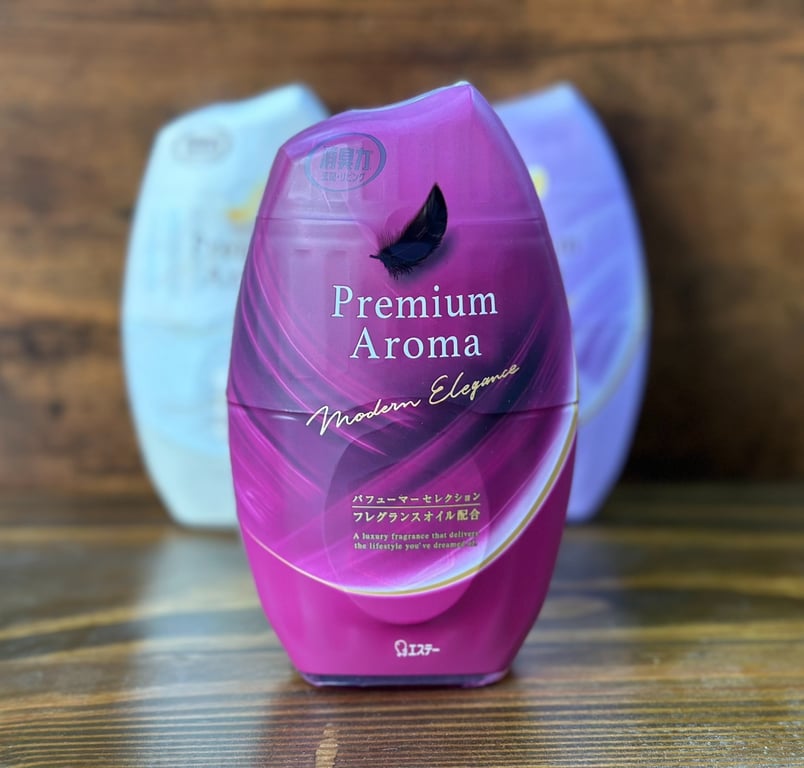 消臭力
玄関・リビング
Premium
Aroma
Modern Elegance
パフューマーセレクション
フレグランスオイル配合
A luxury fragrance that delivers
the lifestyle you've dreamed of.
エステー